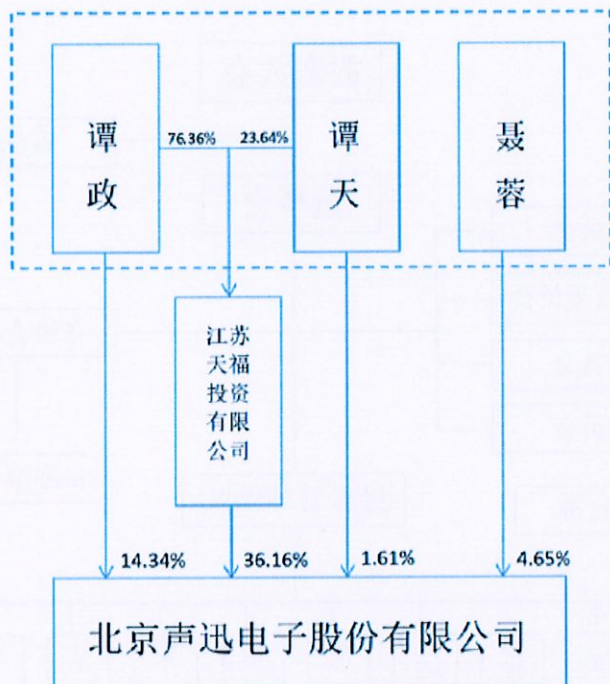 谭政
76.36% 23.64%
谭天
聂蓉
江苏
天福
投资
有限
公司
14.34% 36.16% 1.61% 4.65%
北京声迅电子股份有限公司